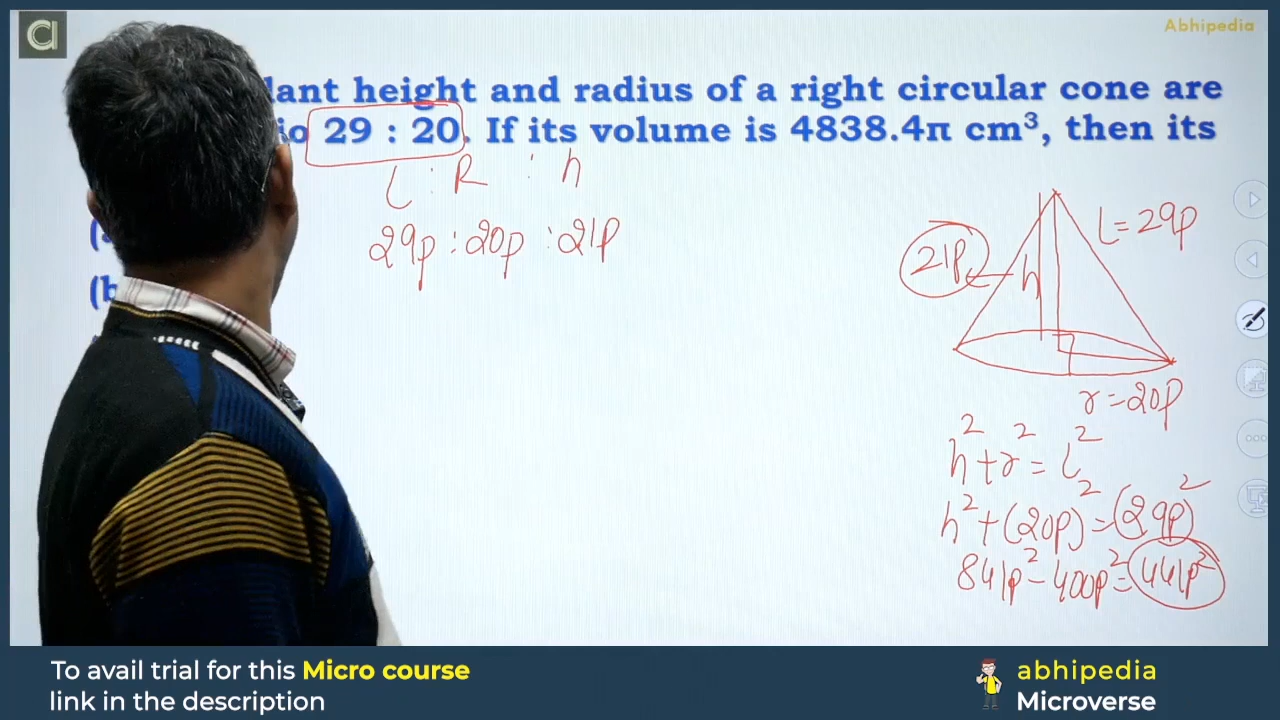 Abhipedia
lant height and radius of a right circular cone are
io 29 : 20. If its volume is 4838.4π cm³, then its
l : R : h
29p : 20p : 21p
(b
21p
h
l = 29p
r = 20p
h² + r² = l²
h² + (20p)² = (29p)²
841p² - 400p² = 441p²
To avail trial for this Micro course
link in the description
abhipedia
Microverse